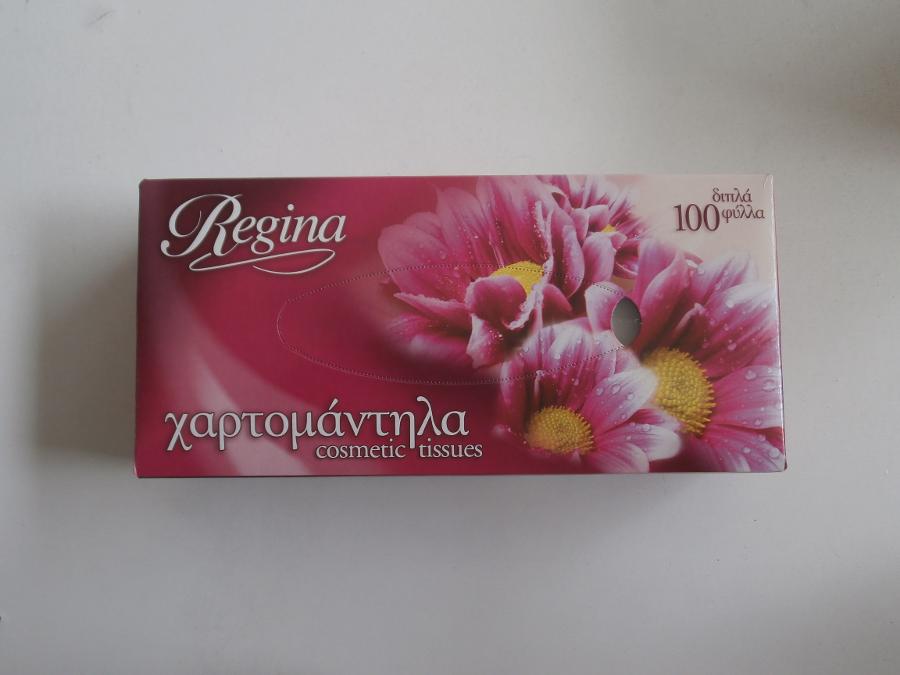 Regina
διπλά
100 φύλλα
χαρτομάντηλα
cosmetic tissues